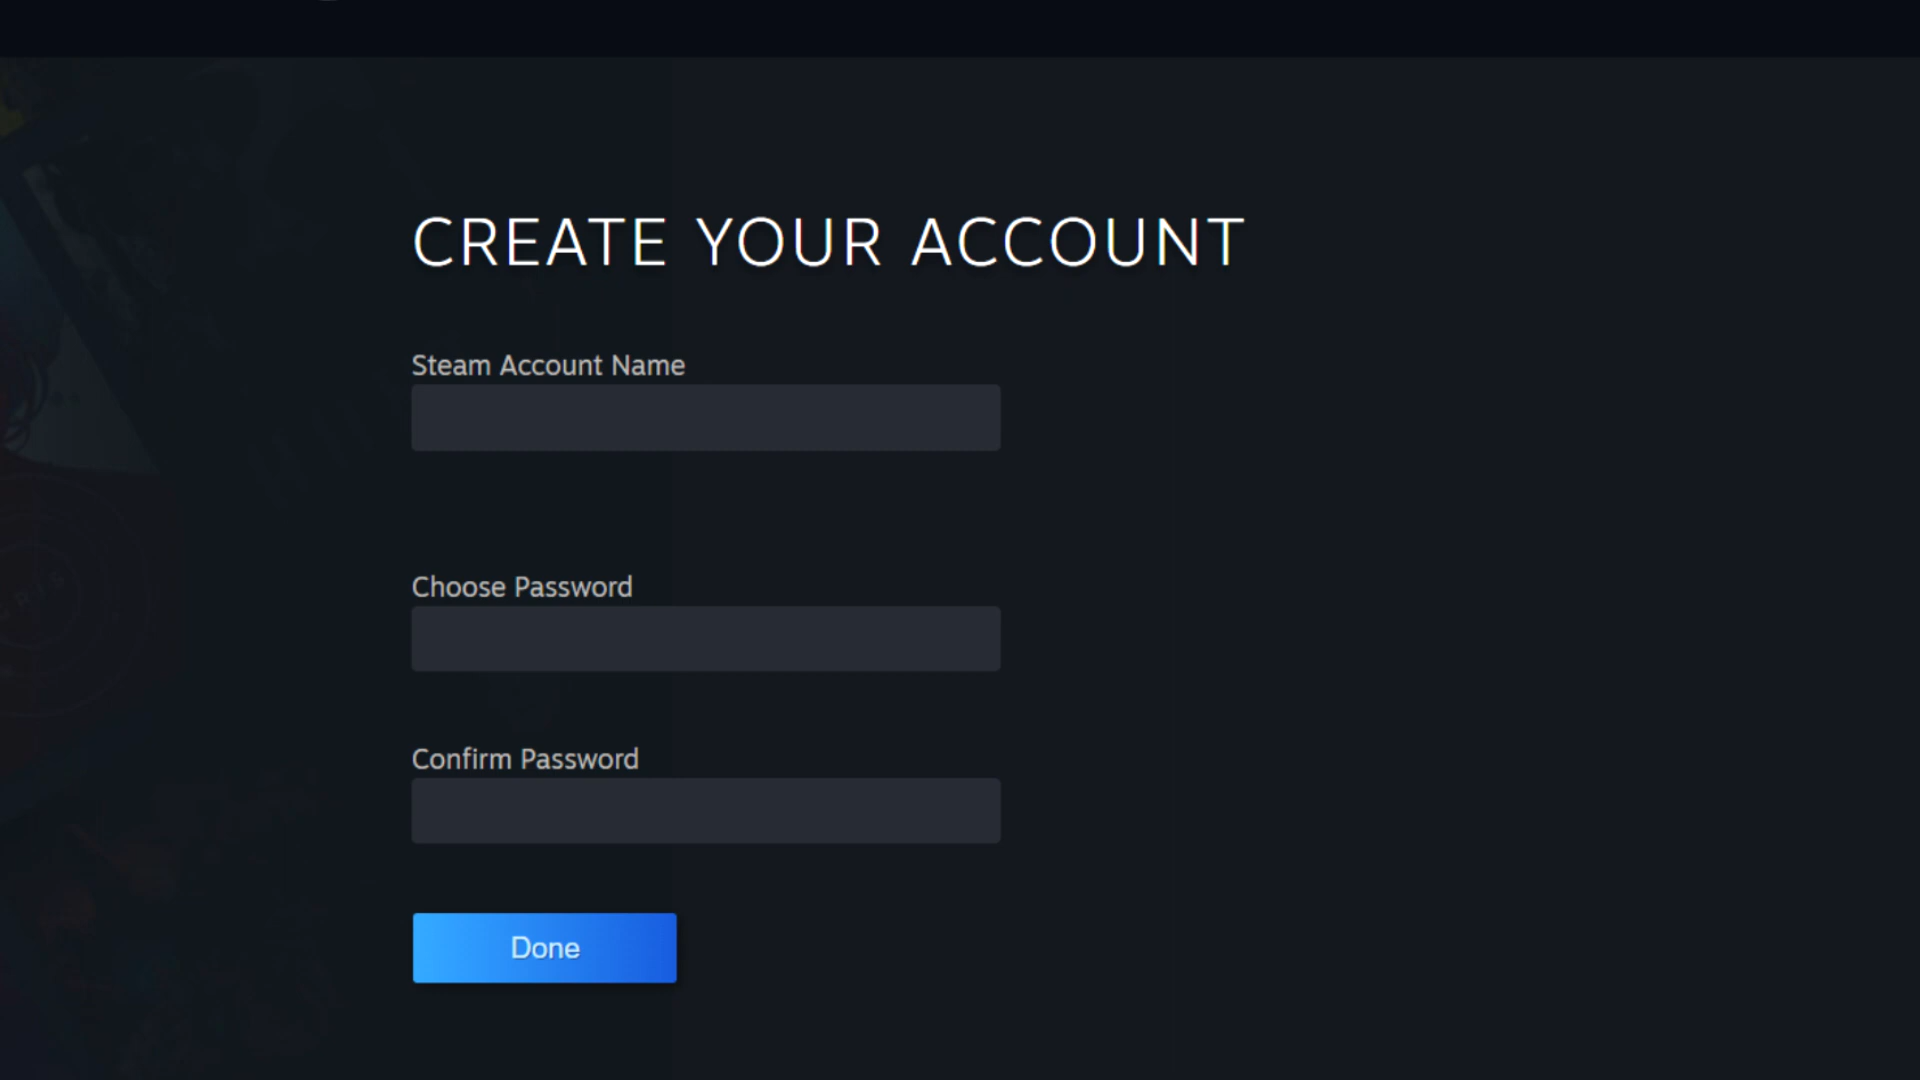 CREATE YOUR ACCOUNT
Steam Account Name
Choose Password
Confirm Password
Done